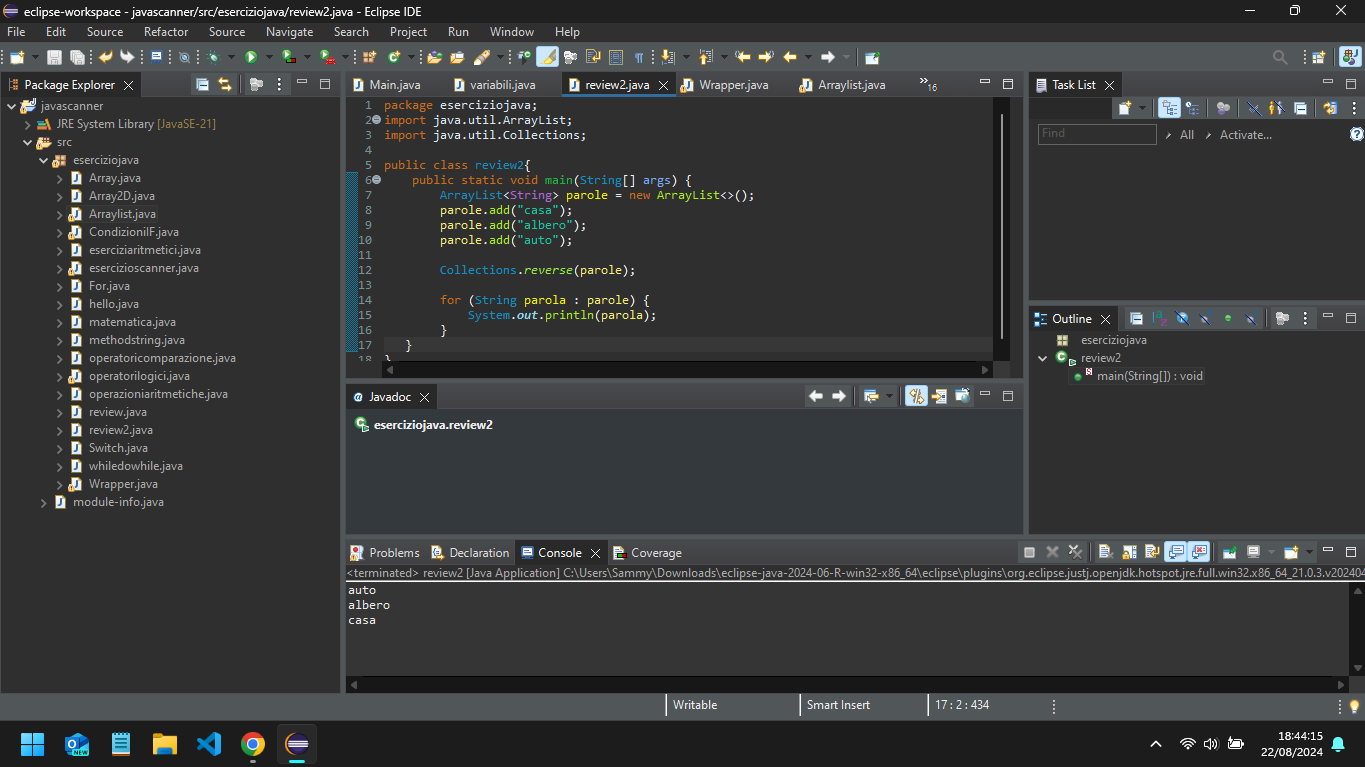 eclipse-workspace - javascanner/src/eserciziojava/review2.java - Eclipse IDE
File Edit Source Refactor Source Navigate Search Project Run Window Help
Package Explorer
javascanner
JRE System Library [JavaSE-21]
src
eserciziojava
Array.java
Array2D.java
Arraylist.java
CondizioniIF.java
eserciziaritmetici.java
esercizioscanner.java
For.java
hello.java
matematica.java
methodstring.java
operatoricomparazione.java
operatorilogici.java
operazioniaritmetiche.java
review.java
review2.java
Switch.java
whiledowhile.java
Wrapper.java
module-info.java
Main.java variabili.java review2.java Wrapper.java Arraylist.java »16
1 package eserciziojava;
2 import java.util.ArrayList;
3 import java.util.Collections;
4
5 public class review2{
6 public static void main(String[] args) {
7 ArrayList<String> parole = new ArrayList<>();
8 parole.add("casa");
9 parole.add("albero");
10 parole.add("auto");
11
12 Collections.reverse(parole);
13
14 for (String parola : parole) {
15 System.out.println(parola);
16 }
17 }
18 }
Javadoc
eserciziojava.review2
Task List
Find All Activate...
Outline
eserciziojava
review2
main(String[]) : void
Problems Declaration Console Coverage
<terminated> review2 [Java Application] C:\Users\Sammy\Downloads\eclipse-java-2024-06-R-win32-x86_64\eclipse\plugins\org.eclipse.justj.openjdk.hotspot.jre.full.win32.x86_64_21.0.3.v202404
auto
albero
casa
Writable Smart Insert 17 : 2 : 434
NEW
18:44:15
22/08/2024